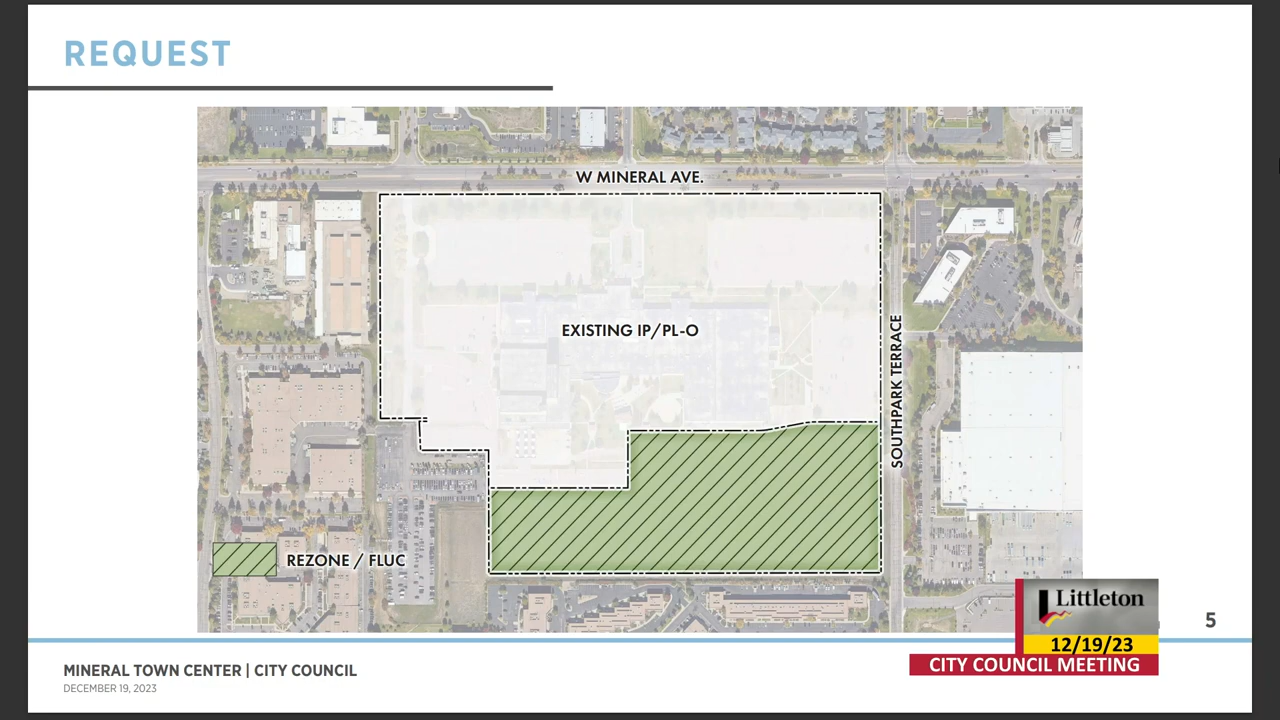 REQUEST
W MINERAL AVE.
EXISTING IP/PL-O
SOUTHPARK TERRACE
REZONE / FLUC
Littleton
12/19/23
CITY COUNCIL MEETING
5
MINERAL TOWN CENTER | CITY COUNCIL
DECEMBER 19, 2023